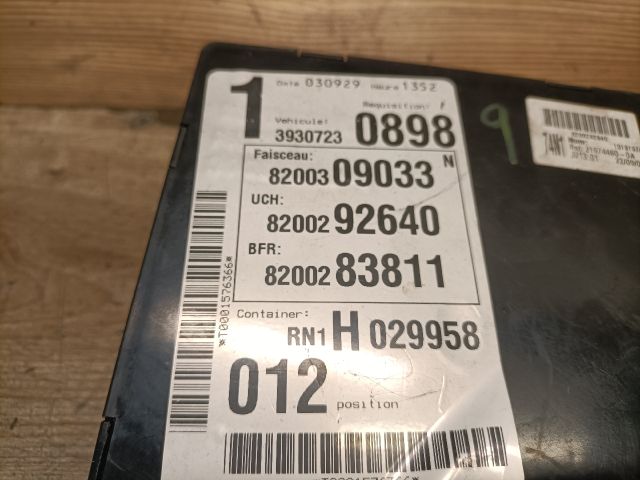 1
Date 030929 Heure 1352
Requisition:
Vehicule:
3930723 0898
Faisceau:
82003 09033 N
UCH:
82002 92640
BFR:
82002 83811
Container:
RN1 H 029958
012 position
*T0001576366*
*T0001576366*
9